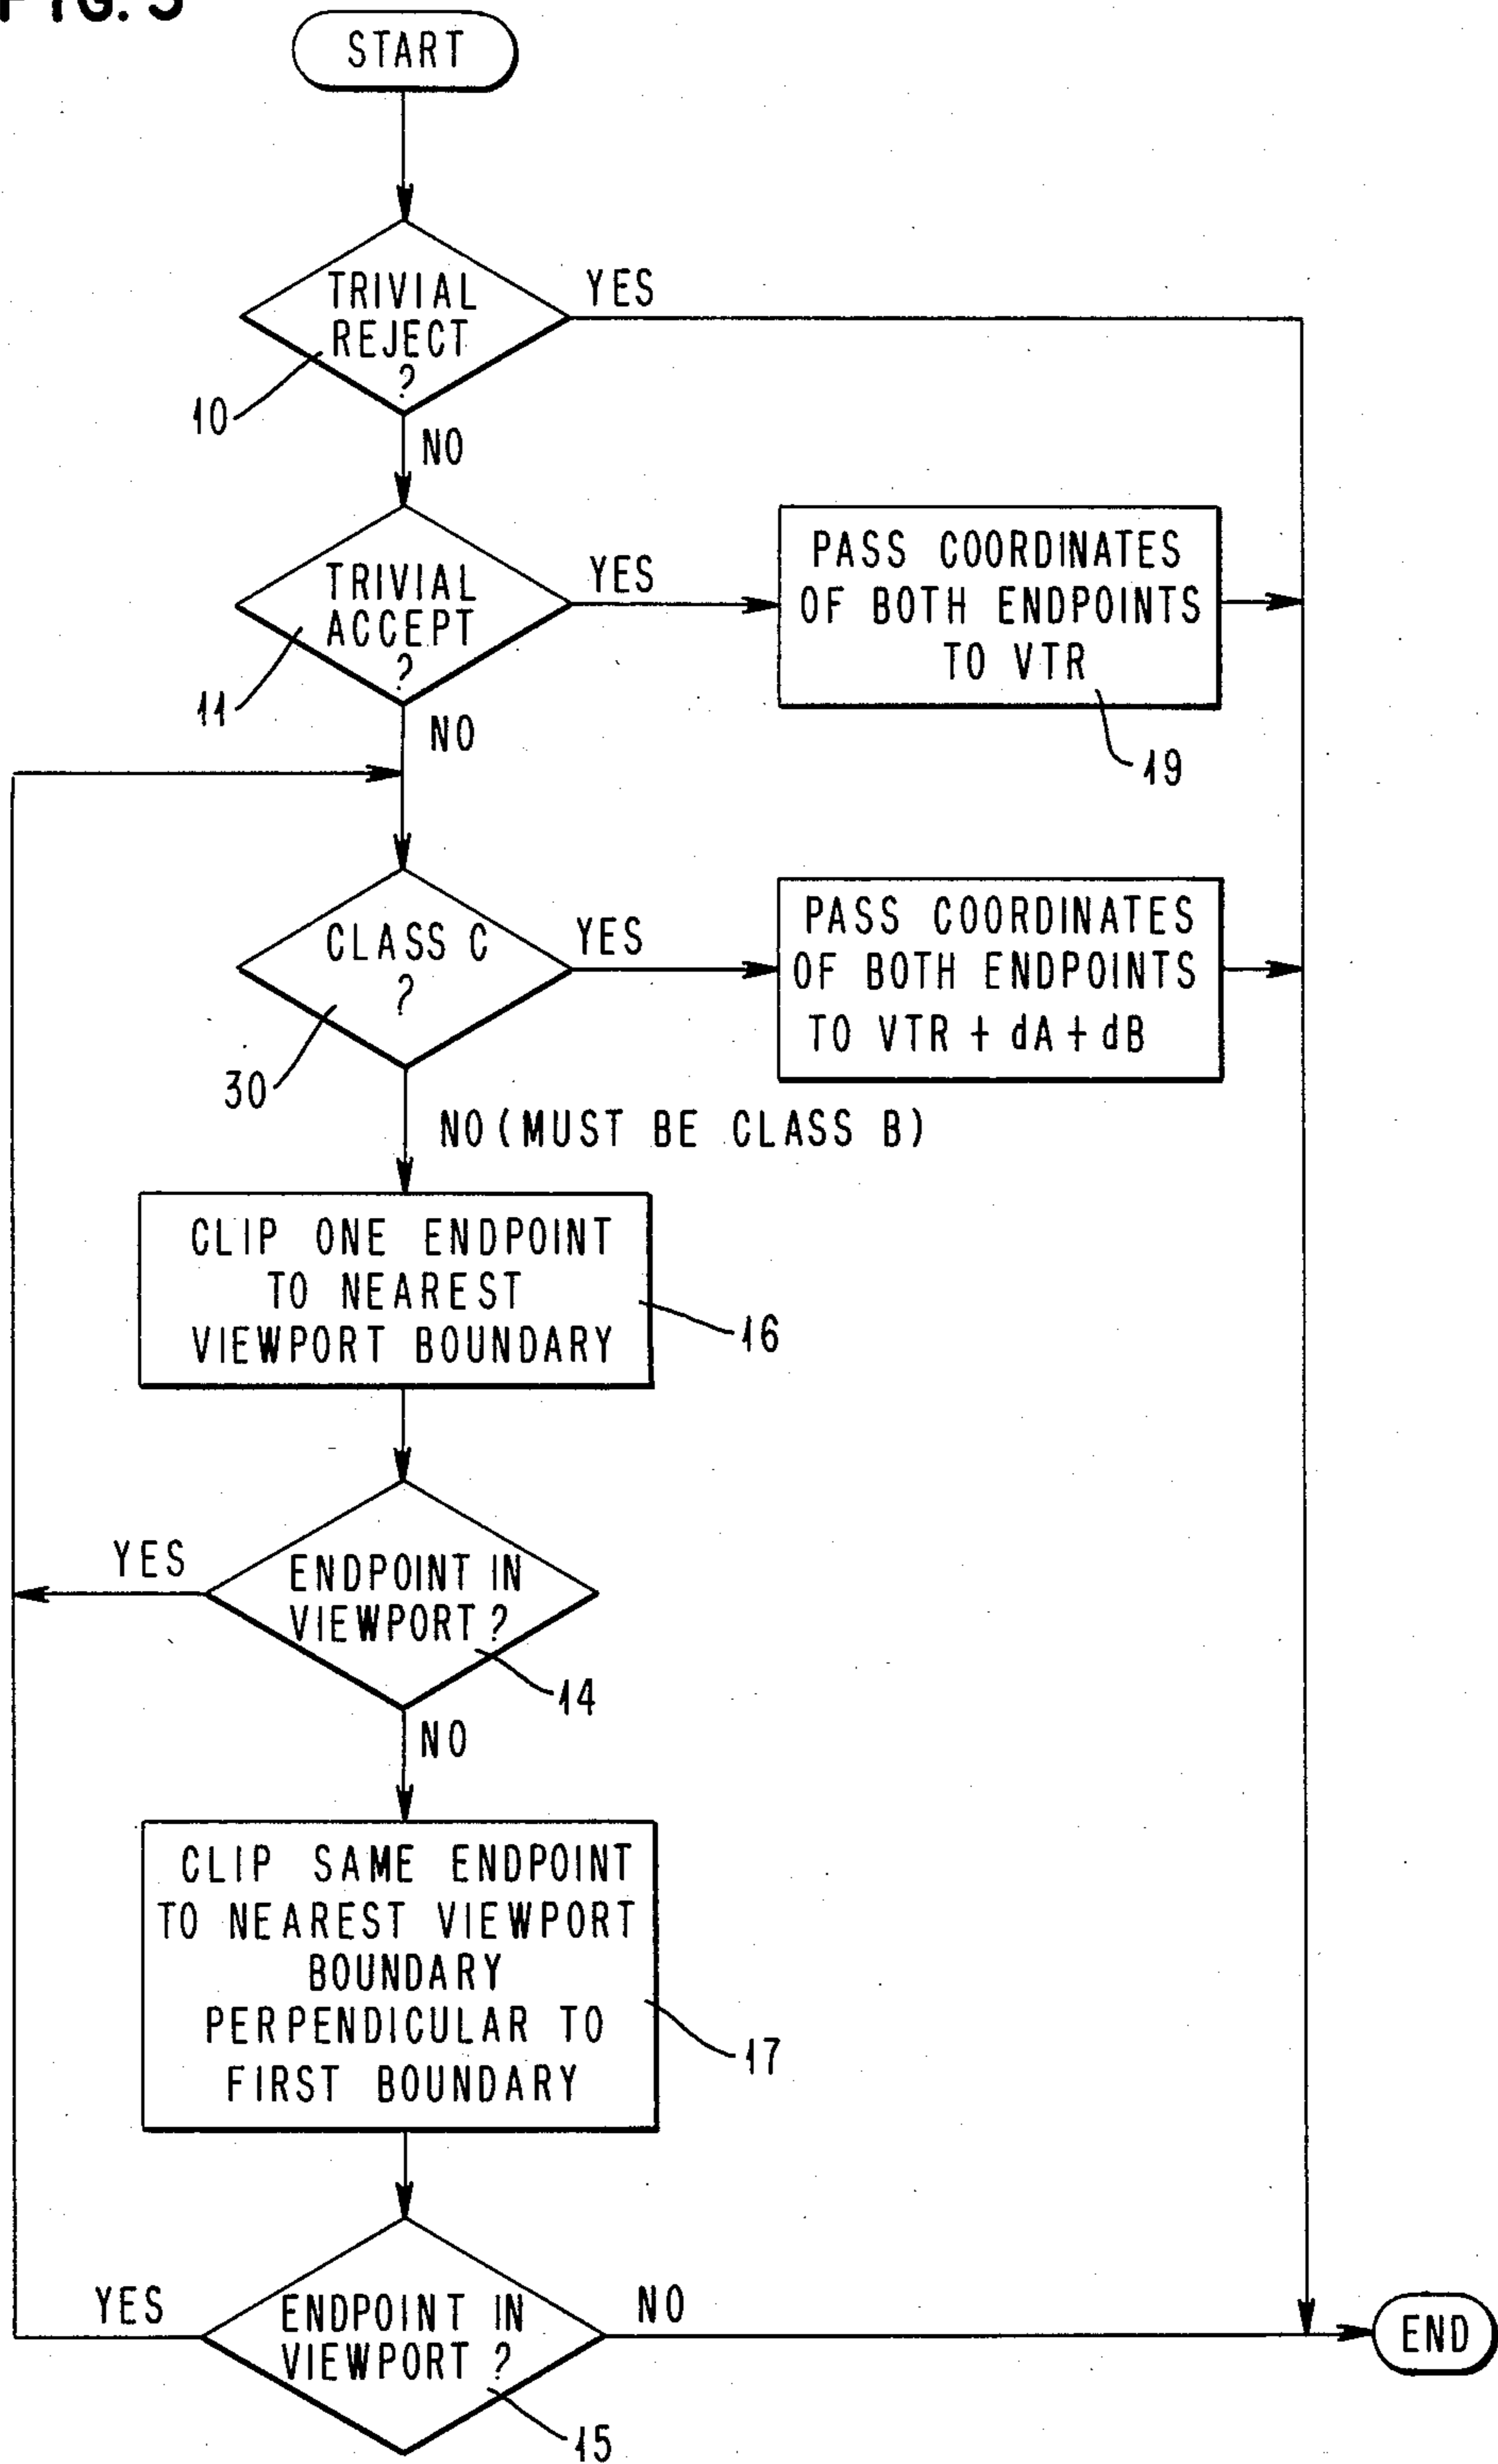 START
TRIVIAL
REJECT
?
YES
10
NO
TRIVIAL
ACCEPT
?
YES
11
NO
PASS COORDINATES
OF BOTH ENDPOINTS
TO VTR
19
CLASS C
?
YES
30
PASS COORDINATES
OF BOTH ENDPOINTS
TO VTR + dA + dB
NO (MUST BE CLASS B)
CLIP ONE ENDPOINT
TO NEAREST
VIEWPORT BOUNDARY
16
YES
ENDPOINT IN
VIEWPORT ?
14
NO
CLIP SAME ENDPOINT
TO NEAREST VIEWPORT
BOUNDARY
PERPENDICULAR TO
FIRST BOUNDARY
17
YES
ENDPOINT IN
VIEWPORT ?
NO
15
END